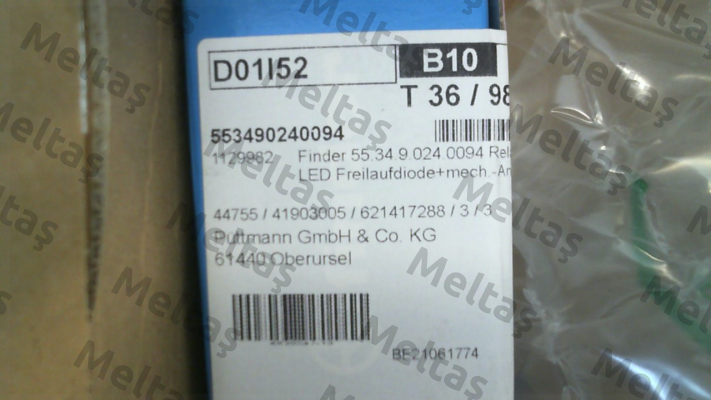 D01I52
B10
T 36 / 98
553490240094
1129982 Finder 55.34.9.024.0094
LED Freilaufdiode+mech.
44755 / 41903005 / 621417288 / 3 / 3
Puttmann GmbH & Co. KG
61440 Oberursel
BE21061774
Meltaş